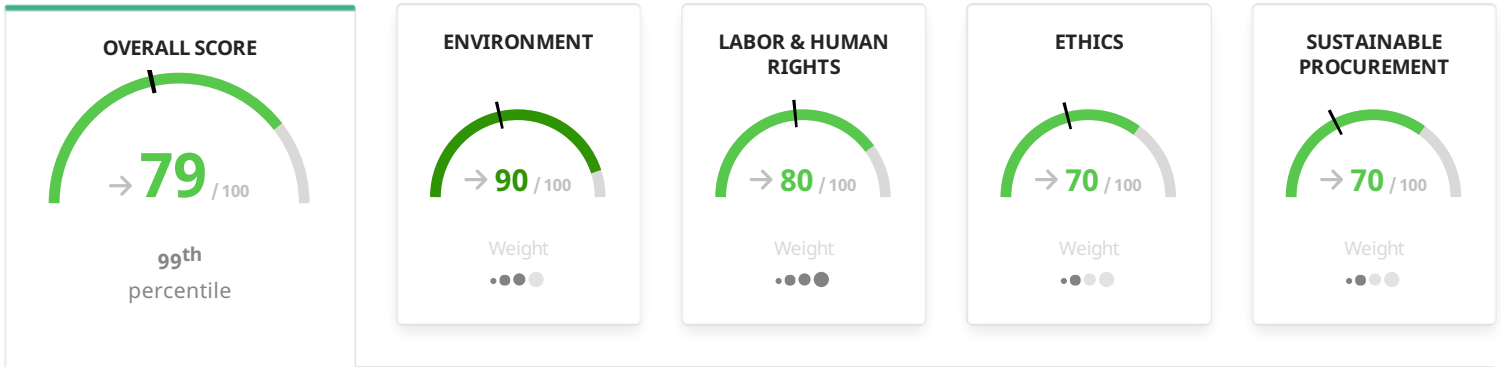 OVERALL SCORE
→ 79 / 100
99th
percentile
ENVIRONMENT
→ 90 / 100
Weight
LABOR & HUMAN
RIGHTS
→ 80 / 100
Weight
ETHICS
→ 70 / 100
Weight
SUSTAINABLE
PROCUREMENT
→ 70 / 100
Weight